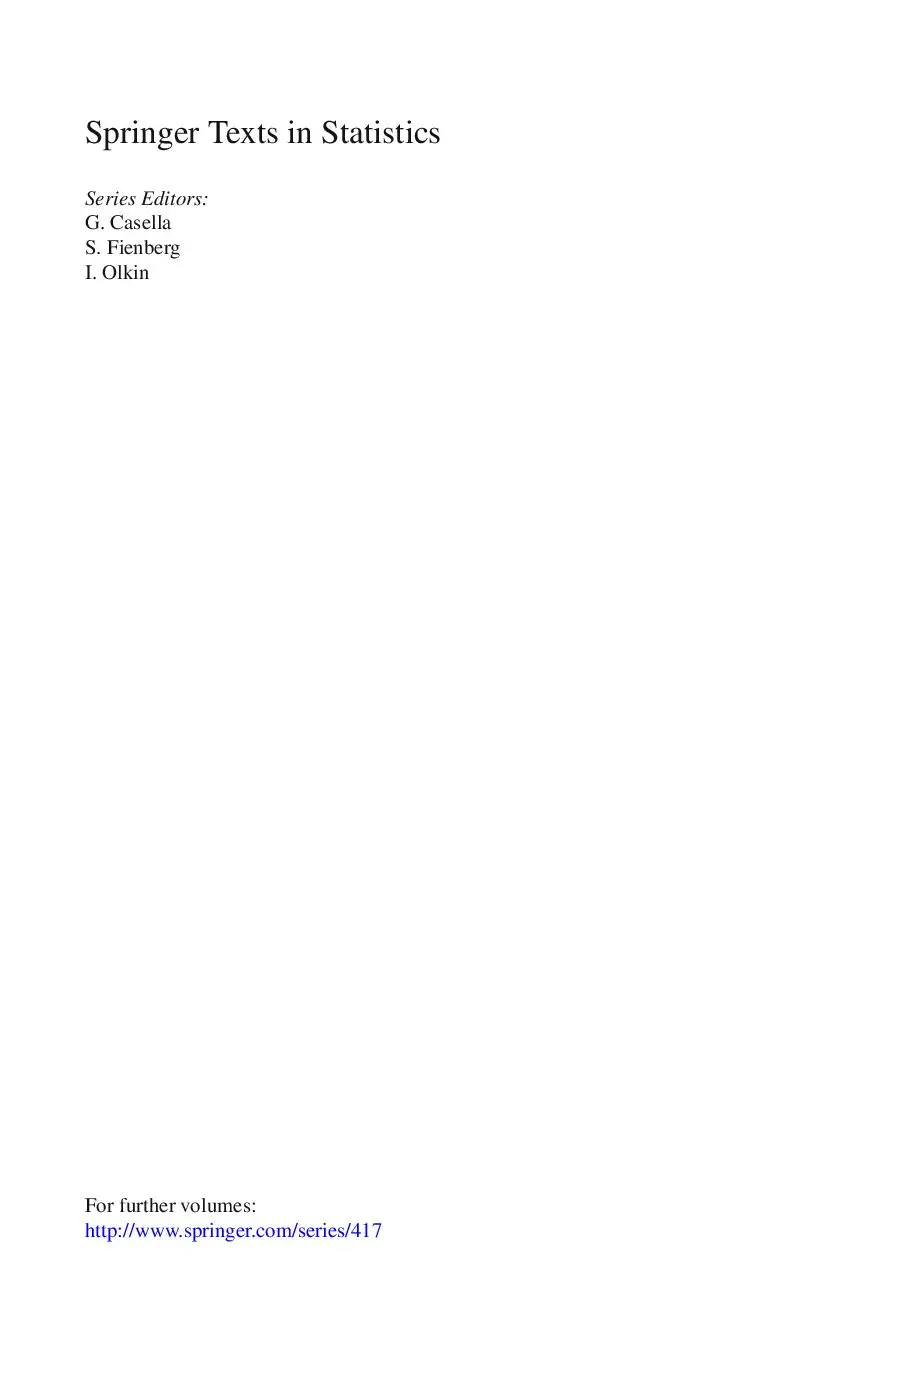 Springer Texts in Statistics
Series Editors:
G. Casella
S. Fienberg
I. Olkin
For further volumes:
http://www.springer.com/series/417